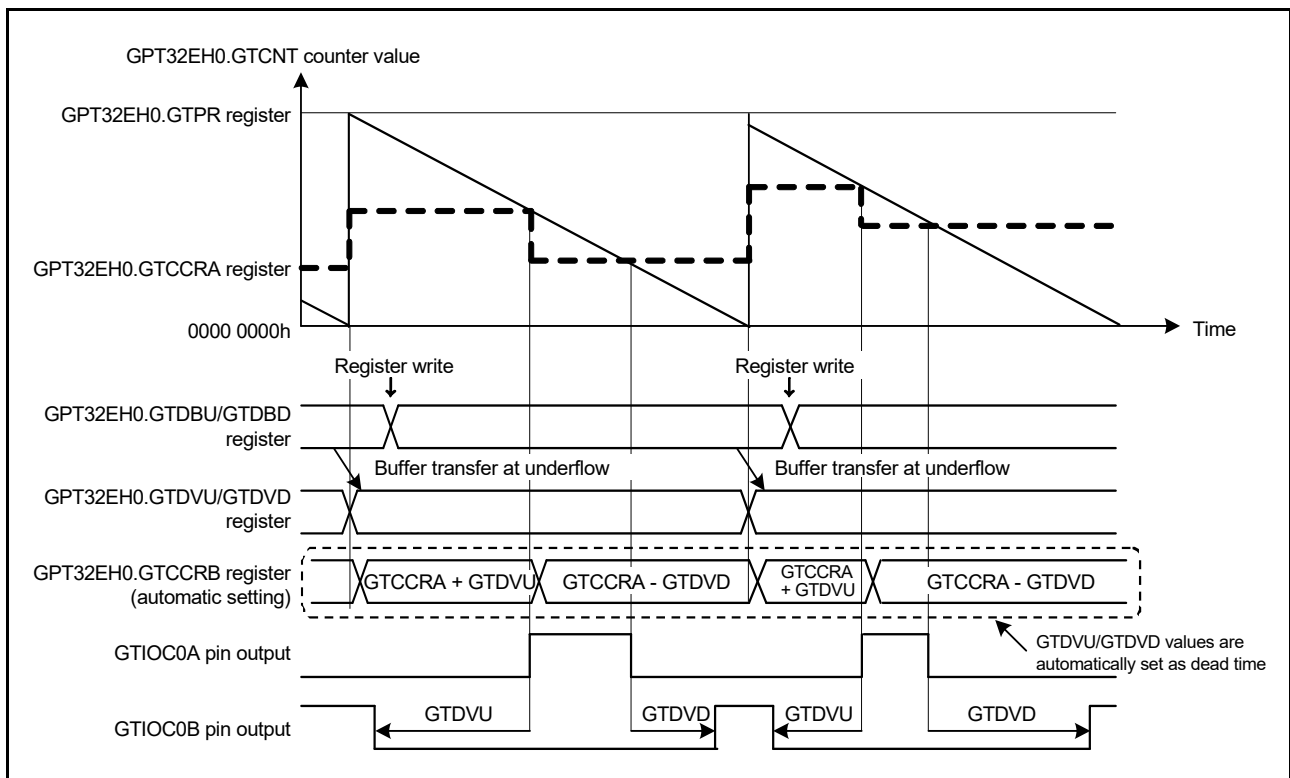 GPT32EH0.GTCNT counter value
GPT32EH0.GTPR register
GPT32EH0.GTCCRA register
0000 0000h
Time
Register write
Register write
GPT32EH0.GTDBU/GTDBD
register
Buffer transfer at underflow
Buffer transfer at underflow
GPT32EH0.GTDVU/GTDVD
register
GPT32EH0.GTCCRB register
(automatic setting)
GTCCRA + GTDVU
GTCCRA - GTDVD
GTCCRA
+ GTDVU
GTCCRA - GTDVD
GTIOC0A pin output
GTDVU/GTDVD values are
automatically set as dead time
GTIOC0B pin output
GTDVU
GTDVD
GTDVU
GTDVD